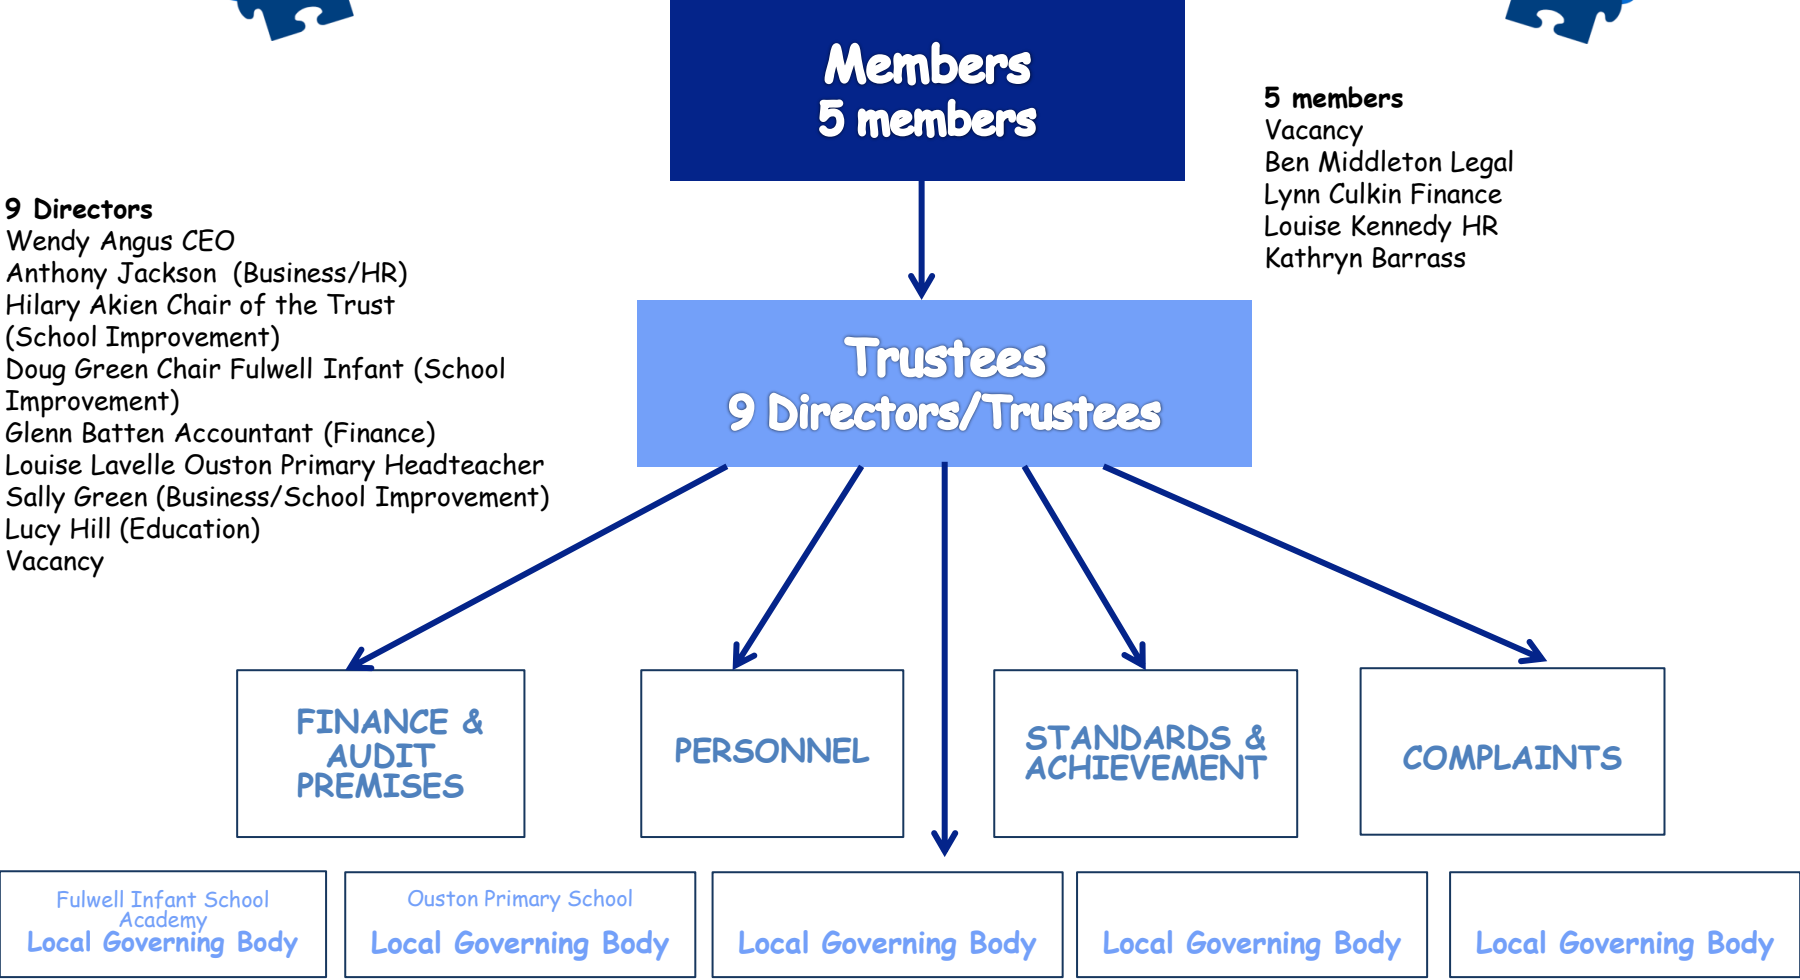 Members
5 members
5 members
Vacancy
Ben Middleton Legal
Lynn Culkin Finance
Louise Kennedy HR
Kathryn Barrass
9 Directors
Wendy Angus CEO
Anthony Jackson (Business/HR)
Hilary Akien Chair of the Trust
(School Improvement)
Doug Green Chair Fulwell Infant (School
Improvement)
Glenn Batten Accountant (Finance)
Louise Lavelle Ouston Primary Headteacher
Sally Green (Business/School Improvement)
Lucy Hill (Education)
Vacancy
Trustees
9 Directors/Trustees
FINANCE &
AUDIT
PREMISES
PERSONNEL
STANDARDS &
ACHIEVEMENT
COMPLAINTS
Fulwell Infant School
Academy
Local Governing Body
Ouston Primary School
Local Governing Body
Local Governing Body
Local Governing Body
Local Governing Body